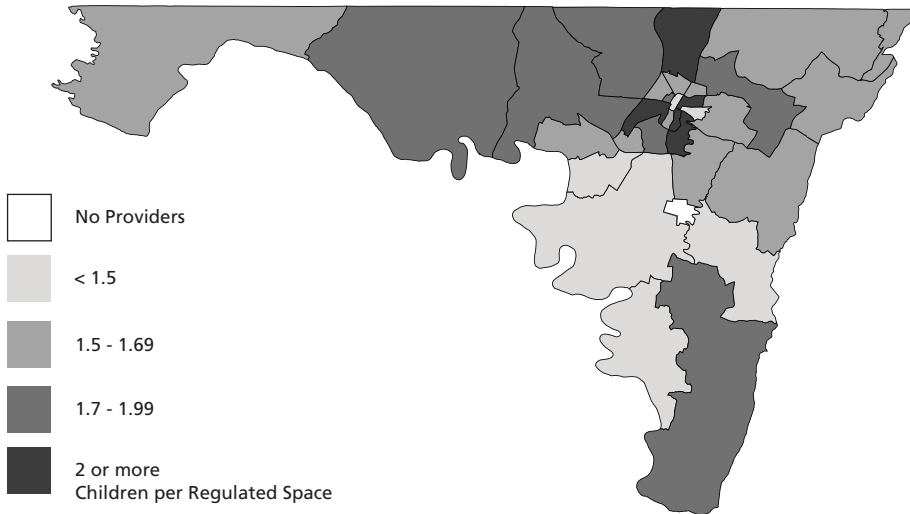 No Providers
< 1.5
1.5 - 1.69
1.7 - 1.99
2 or more
Children per Regulated Space